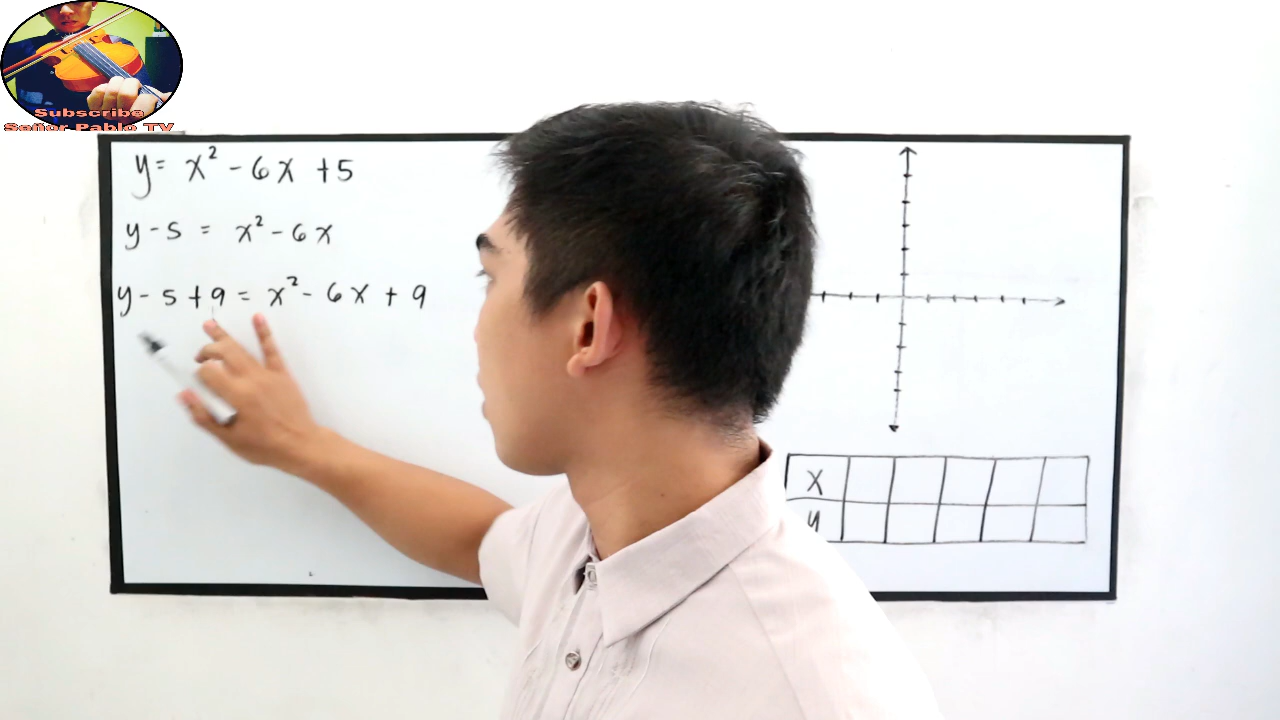 Subscribe
Señor Pablo TV
y = x² - 6x + 5
y - 5 = x² - 6x
y - 5 + 9 = x² - 6x + 9
x
y